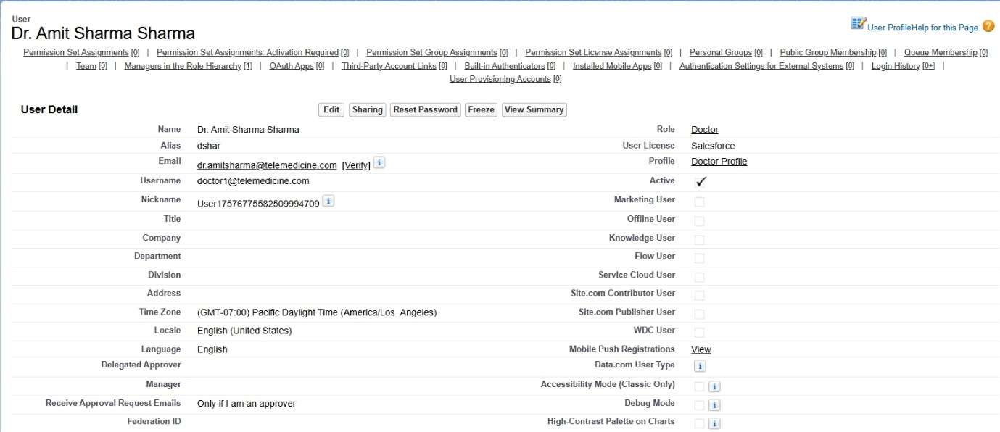 User
Dr. Amit Sharma Sharma
User Profile Help for this Page ?
Permission Set Assignments [0] | Permission Set Assignments: Activation Required [0] | Permission Set Group Assignments [0] | Permission Set License Assignments [0] | Personal Groups [0] | Public Group Membership [0] | Queue Membership [0]
| Team [0] | Managers in the Role Hierarchy [1] | OAuth Apps [0] | Third-Party Account Links [0] | Built-in Authenticators [0] | Installed Mobile Apps [0] | Authentication Settings for External Systems [0] | Login History [0+] |
User Provisioning Accounts [0]
User Detail Edit Sharing Reset Password Freeze View Summary
Name Dr. Amit Sharma Sharma Role Doctor
Alias dshar User License Salesforce
Email dr.amitsharma@telemedicine.com [Verify] i Profile Doctor Profile
Username doctor1@telemedicine.com Active
Nickname User17576775582509994709 i Marketing User
Title Offline User
Company Knowledge User
Department Flow User
Division Service Cloud User
Address Site.com Contributor User
Time Zone (GMT-07:00) Pacific Daylight Time (America/Los_Angeles) Site.com Publisher User
Locale English (United States) WDC User
Language English Mobile Push Registrations View
Delegated Approver Data.com User Type i
Manager Accessibility Mode (Classic Only) i
Receive Approval Request Emails Only if I am an approver Debug Mode i
Federation ID High-Contrast Palette on Charts i